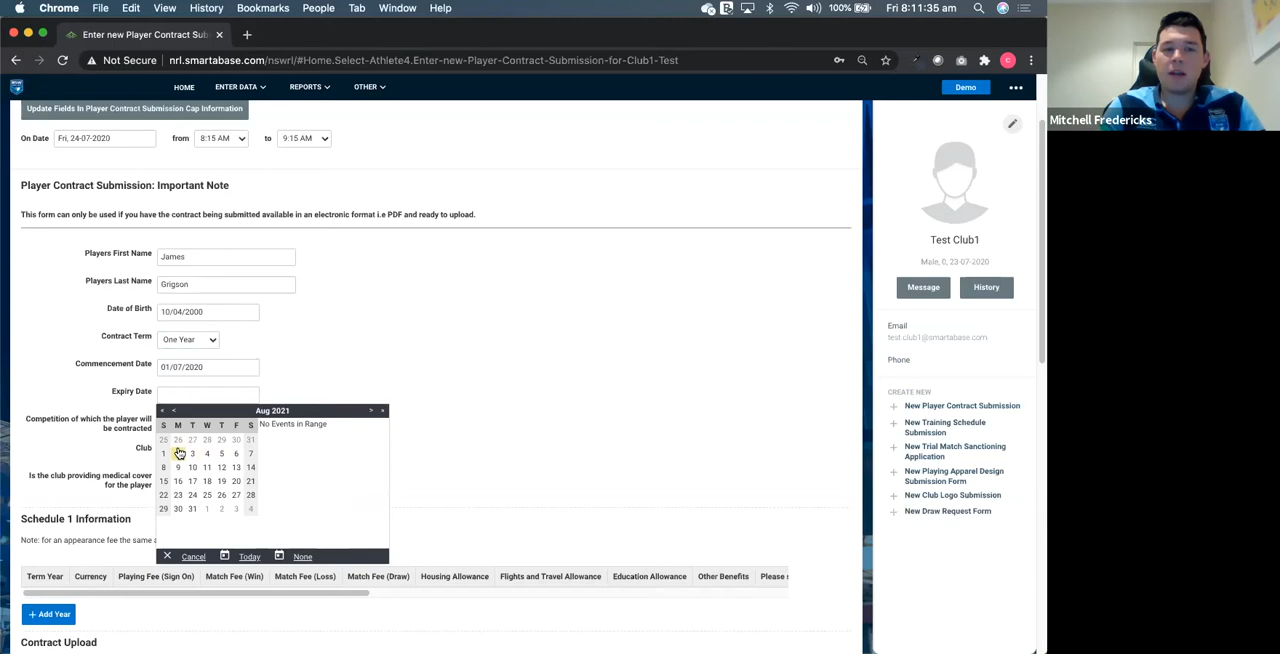 Chrome File Edit View History Bookmarks People Tab Window Help 100% Fri 8:11:35 am
Enter new Player Contract Sub
Not Secure nrl.smartabase.com/nswrl/#Home.Select-Athlete4.Enter-new-Player-Contract-Submission-for-Club1-Test
HOME ENTER DATA REPORTS OTHER Demo
Update Fields In Player Contract Submission Cap Information
On Date Fri, 24-07-2020 from 8:15 AM to 9:15 AM
Player Contract Submission: Important Note
This form can only be used if you have the contract being submitted available in an electronic format i.e PDF and ready to upload.
Players First Name James
Players Last Name Grigson
Date of Birth 10/04/2000
Contract Term One Year
Commencement Date 01/07/2020
Expiry Date
Competition of which the player will
be contracted
Club
Is the club providing medical cover
for the player
« < Aug 2021 > »
S M T W T F S No Events in Range
25 26 27 28 29 30 31
1 3 4 5 6 7
8 9 10 11 12 13 14
15 16 17 18 19 20 21
22 23 24 25 26 27 28
29 30 31 1 2 3 4
Cancel Today None
Schedule 1 Information
Note: for an appearance fee the same a
Term Year Currency Playing Fee (Sign On) Match Fee (Win) Match Fee (Loss) Match Fee (Draw) Housing Allowance Flights and Travel Allowance Education Allowance Other Benefits Please s
+ Add Year
Contract Upload
Test Club1
Male, 0, 23-07-2020
Message History
Email
test.club1@smartabase.com
Phone
CREATE NEW
New Player Contract Submission
New Training Schedule
Submission
New Trial Match Sanctioning
Application
New Playing Apparel Design
Submission Form
New Club Logo Submission
New Draw Request Form
Mitchell Fredericks